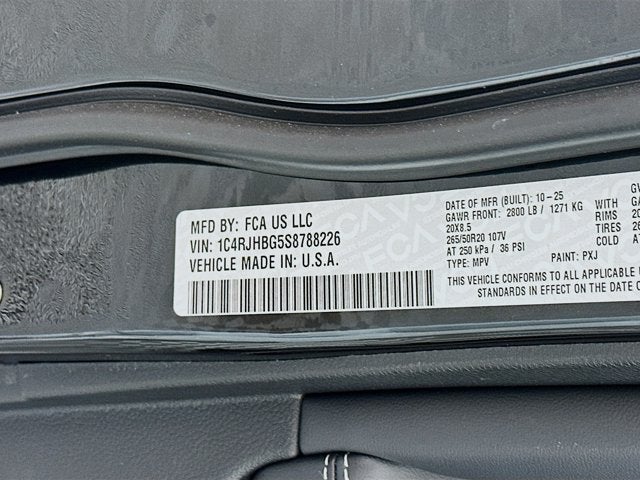 MFD BY: FCA US LLC
VIN: 1C4RJHBG5S8788226
VEHICLE MADE IN: U.S.A.
DATE OF MFR (BUILT): 10-25
GAWR FRONT: 2800 LB / 1271 KG WITH
20X8.5 RIMS
265/50R20 107V TIRES
AT 250 kPa / 36 PSI COLD
TYPE: MPV PAINT: PXJ
THIS VEHICLE CONFORMS TO ALL APPLICABLE
STANDARDS IN EFFECT ON THE DATE